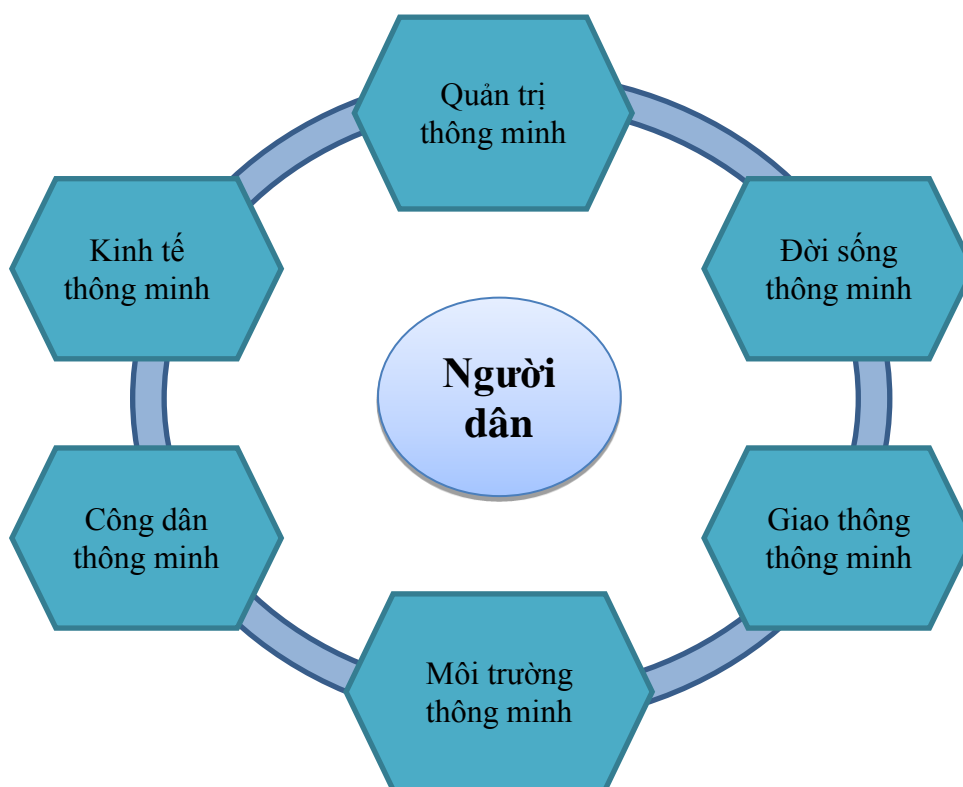 Quản trị
thông minh
Kinh tế
thông minh
Đời sống
thông minh
Người
dân
Công dân
thông minh
Giao thông
thông minh
Môi trường
thông minh